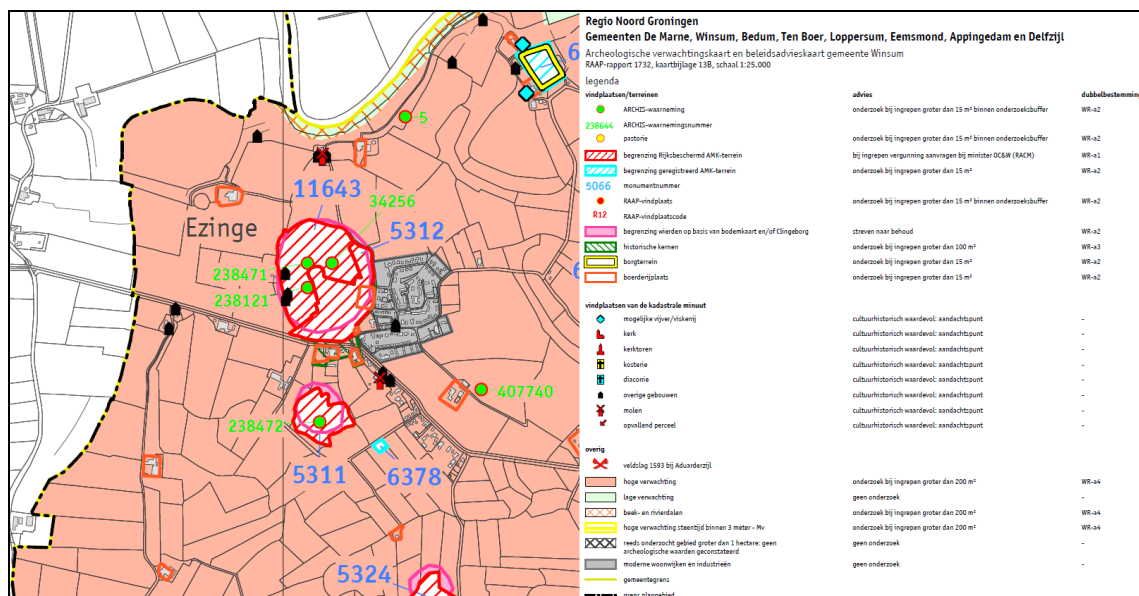 5
6
11643
34256
Ezinge
5312
238471
238121
407740
238472
5311
6378
5324
Regio Noord Groningen
Gemeenten De Marne, Winsum, Bedum, Ten Boer, Loppersum, Eemsmond, Appingedam en Delfzijl
Archeologische verwachtingskaart en beleidsadvieskaart gemeente Winsum
RAAP-rapport 1732, kaartbijlage 13B, schaal 1:25.000
legenda
vindplaatsen/terreinen advies dubbelbestemming
ARCHIS-waarneming onderzoek bij ingrepen groter dan 15 m² binnen onderzoeksbuffer WR-a2
238644 ARCHIS-waarnemingsnummer
pastorie onderzoek bij ingrepen groter dan 15 m² binnen onderzoeksbuffer WR-a2
begrenzing Rijksbeschermd AMK-terrein bij ingrepen vergunning aanvragen bij minister OC&W (RACM) WR-a1
begrenzing geregistreerd AMK-terrein onderzoek bij ingrepen groter dan 15 m² WR-a2
5066 monumentnummer
RAAP-vindplaats onderzoek bij ingrepen groter dan 15 m² binnen onderzoeksbuffer WR-a2
R12 RAAP-vindplaatscode
begrenzing wierden op basis van bodemkaart en/of Clingeborg streven naar behoud WR-a2
historische kernen onderzoek bij ingrepen groter dan 100 m² WR-a3
borgterrein onderzoek bij ingrepen groter dan 15 m² WR-a2
boerderijplaats onderzoek bij ingrepen groter dan 15 m² WR-a2
vindplaatsen van de kadastrale minuut
mogelijke vijver/viskenij cultuurhistorisch waardevol: aandachtspunt -
kerk cultuurhistorisch waardevol: aandachtspunt -
kerktoren cultuurhistorisch waardevol: aandachtspunt -
kosterie cultuurhistorisch waardevol: aandachtspunt -
diaconie cultuurhistorisch waardevol: aandachtspunt -
overige gebouwen cultuurhistorisch waardevol: aandachtspunt -
molen cultuurhistorisch waardevol: aandachtspunt -
opvallend perceel cultuurhistorisch waardevol: aandachtspunt -
overig
veldslag 1593 bij Aduarderzijl
hoge verwachting onderzoek bij ingrepen groter dan 200 m² WR-a4
lage verwachting geen onderzoek -
beek- en rivierdalen onderzoek bij ingrepen groter dan 200 m² WR-a4
hoge verwachting steentijd binnen 3 meter - Mv onderzoek bij ingrepen groter dan 200 m² WR-a4
reeds onderzocht gebied groter dan 1 hectare: geen geen onderzoek -
archeologische waarden geconstateerd
moderne woonwijken en industrieën geen onderzoek -
gemeentegrens
grens plangebied